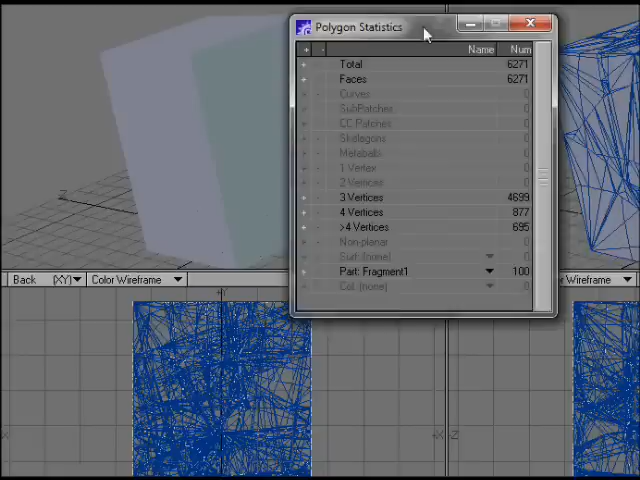 Polygon Statistics
Name Num
Total 6271
Faces 6271
Curves 0
SubPatches 0
CC Patches 0
Skelegons 0
Metaballs 0
1 Vertex 0
2 Vertices 0
3 Vertices 4699
4 Vertices 877
>4 Vertices 695
Non-planar 0
Surf: (none) 0
Part: Fragment1 100
Col: (none) 0
Z
Back (XY) Color Wireframe
Wireframe
+Y
X -X -Z